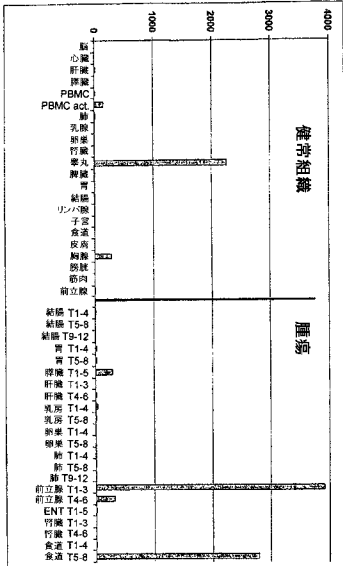 0
1000
2000
3000
4000
健常組織
脳
心臓
肝臓
膵臓
PBMC
PBMC act.
肺
乳腺
卵巣
腎臓
睾丸
脾臓
胃
結腸
リンパ腺
子宮
食道
皮膚
胸腺
膀胱
筋肉
前立腺
腫瘍
結腸 T1-4
結腸 T5-8
結腸 T9-12
胃 T1-4
胃 T5-8
膵臓 T1-5
肝臓 T1-3
肝臓 T4-6
乳房 T1-4
乳房 T5-8
卵巣 T1-4
卵巣 T5-8
肺 T1-4
肺 T5-8
肺 T9-12
前立腺 T1-3
前立腺 T4-6
ENT T1-5
腎臓 T1-3
腎臓 T4-6
食道 T1-4
食道 T5-8